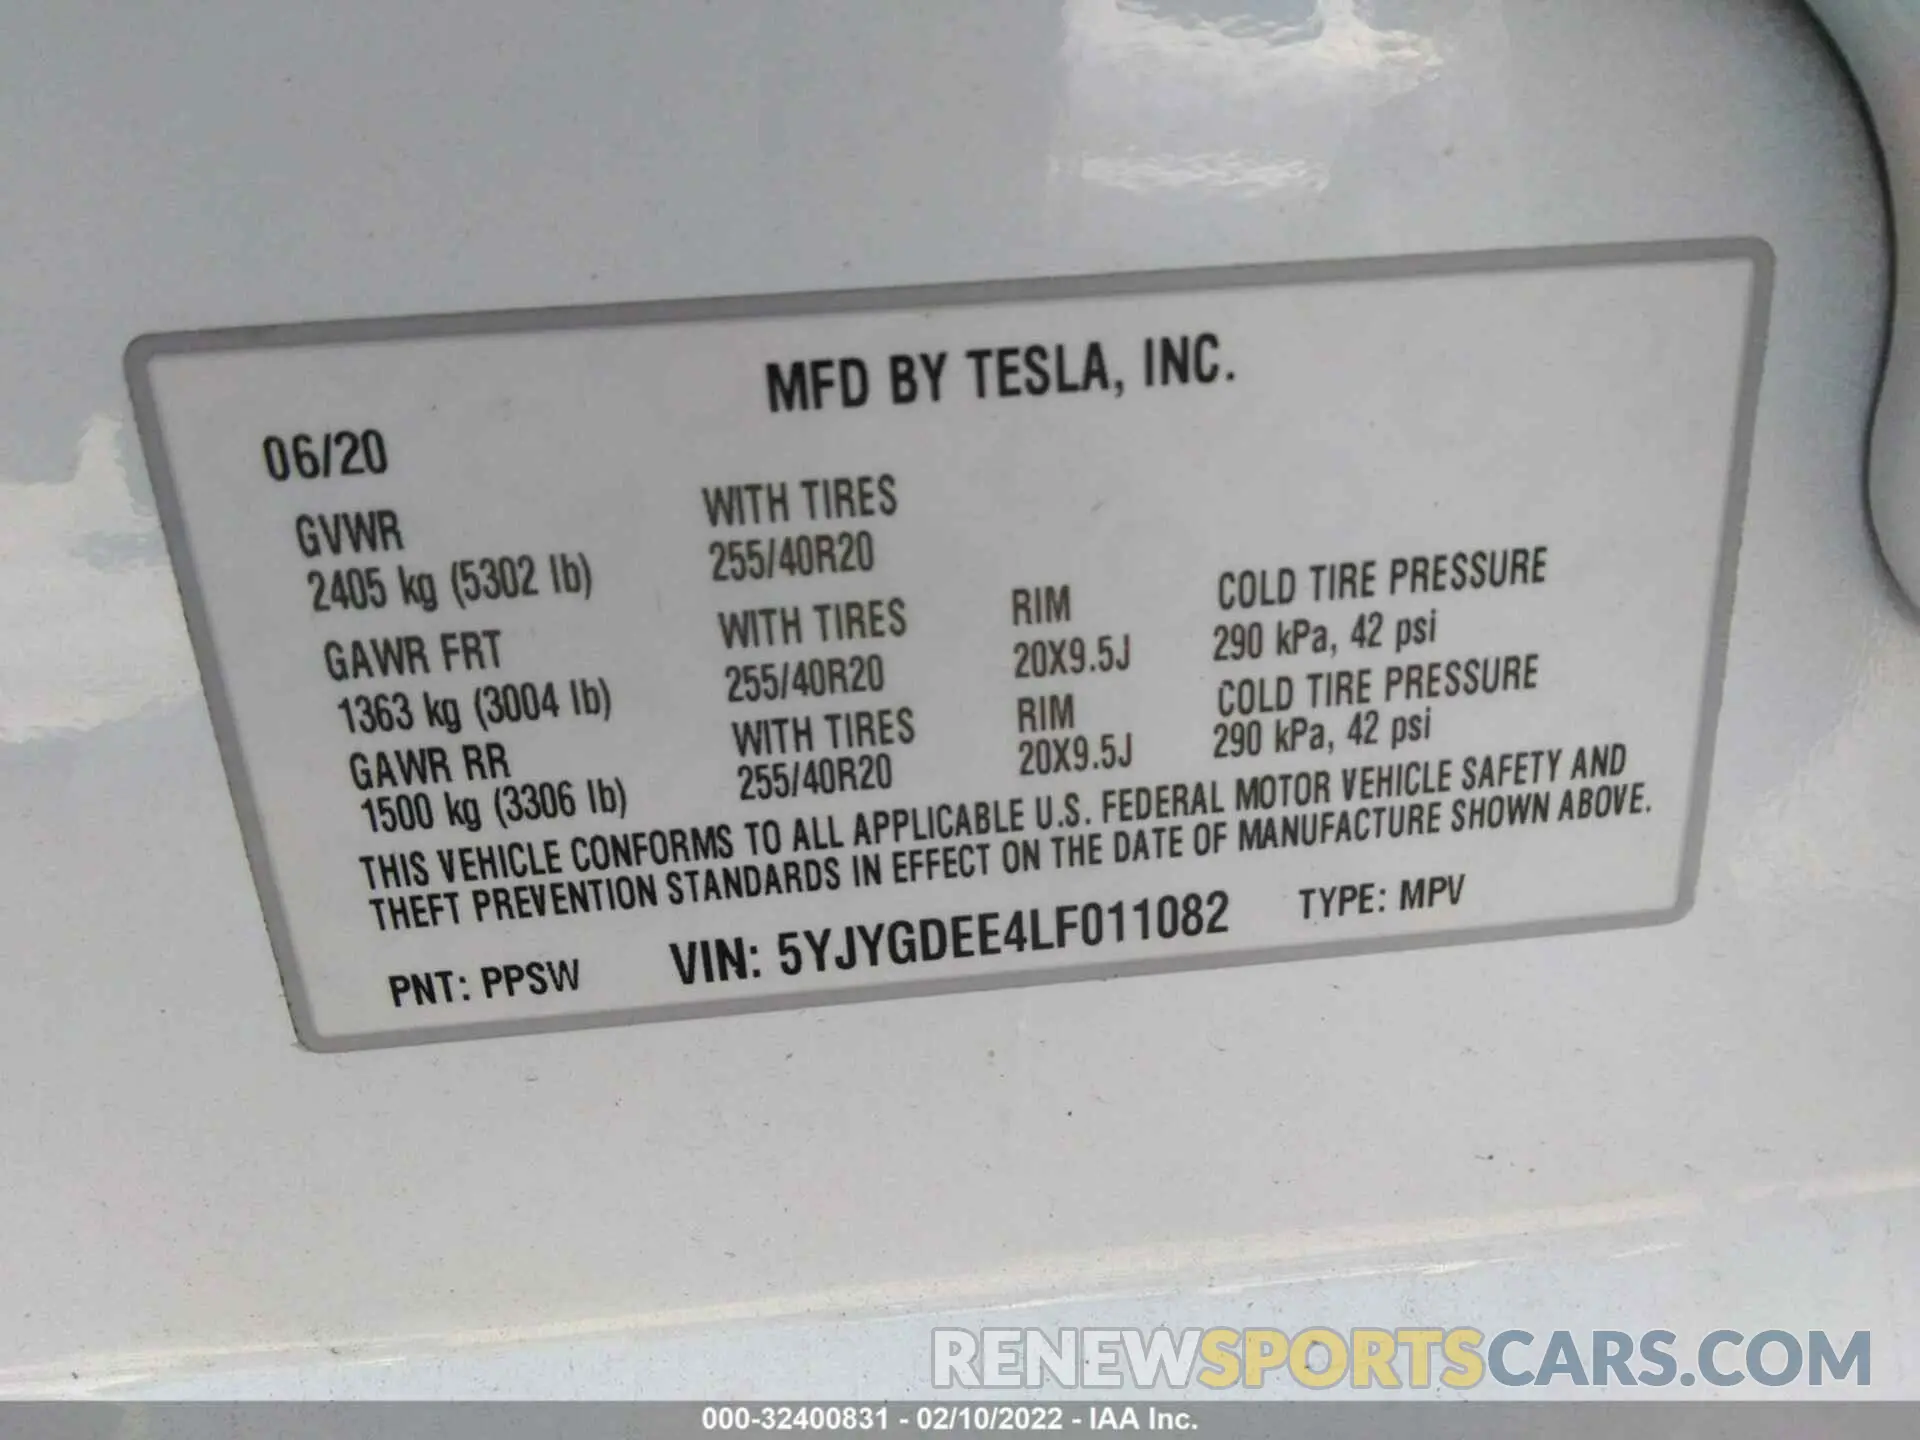 MFD BY TESLA, INC.
06/20
GVWR
2405 kg (5302 lb)
WITH TIRES
255/40R20
GAWR FRT
1363 kg (3004 lb)
WITH TIRES
255/40R20
RIM
20X9.5J
COLD TIRE PRESSURE
290 kPa, 42 psi
GAWR RR
1500 kg (3306 lb)
WITH TIRES
255/40R20
RIM
20X9.5J
COLD TIRE PRESSURE
290 kPa, 42 psi
THIS VEHICLE CONFORMS TO ALL APPLICABLE U.S. FEDERAL MOTOR VEHICLE SAFETY AND
THEFT PREVENTION STANDARDS IN EFFECT ON THE DATE OF MANUFACTURE SHOWN ABOVE.
PNT: PPSW VIN: 5YJYGDEE4LF011082 TYPE: MPV
RENEWSPORTSCARS.COM
000-32400831 - 02/10/2022 - IAA Inc.